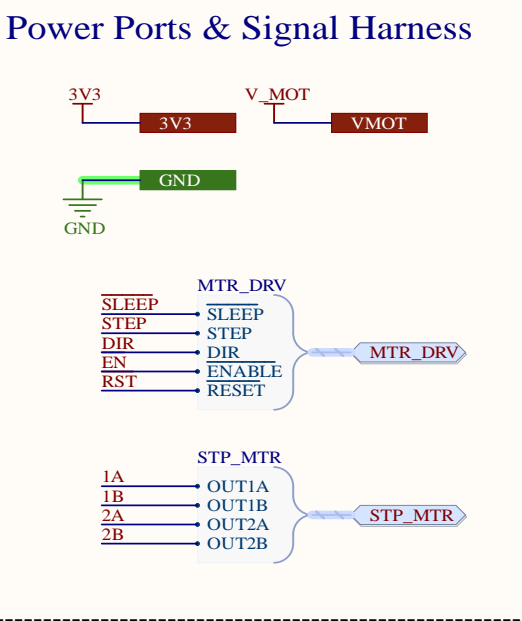 Power Ports & Signal Harness
3V3 V_MOT
3V3 VMOT
GND
GND
MTR_DRV
SLEEP SLEEP
STEP STEP
DIR DIR MTR_DRV
EN ENABLE
RST RESET
STP_MTR
1A OUT1A
1B OUT1B
2A OUT2A STP_MTR
2B OUT2B